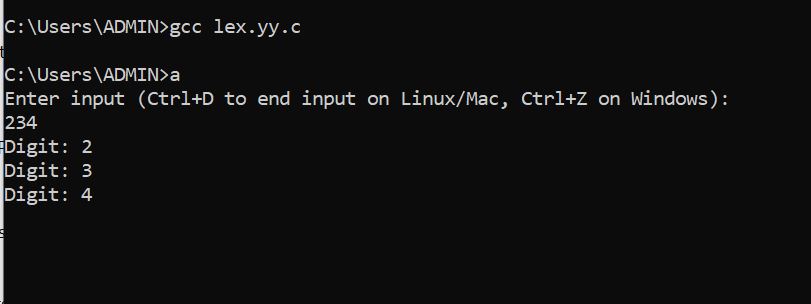 C:\Users\ADMIN>gcc lex.yy.c
C:\Users\ADMIN>a
Enter input (Ctrl+D to end input on Linux/Mac, Ctrl+Z on Windows):
234
Digit: 2
Digit: 3
Digit: 4